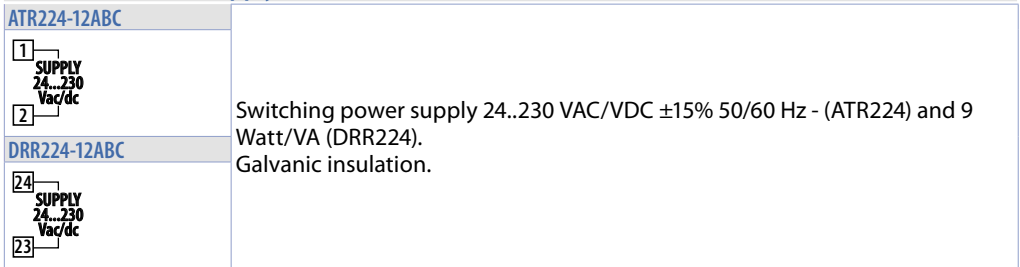 ATR224-12ABC
1
SUPPLY
24...230
Vac/dc
2
DRR224-12ABC
24
SUPPLY
24...230
Vac/dc
23
Switching power supply 24..230 VAC/VDC ±15% 50/60 Hz - (ATR224) and 9
Watt/VA (DRR224).
Galvanic insulation.